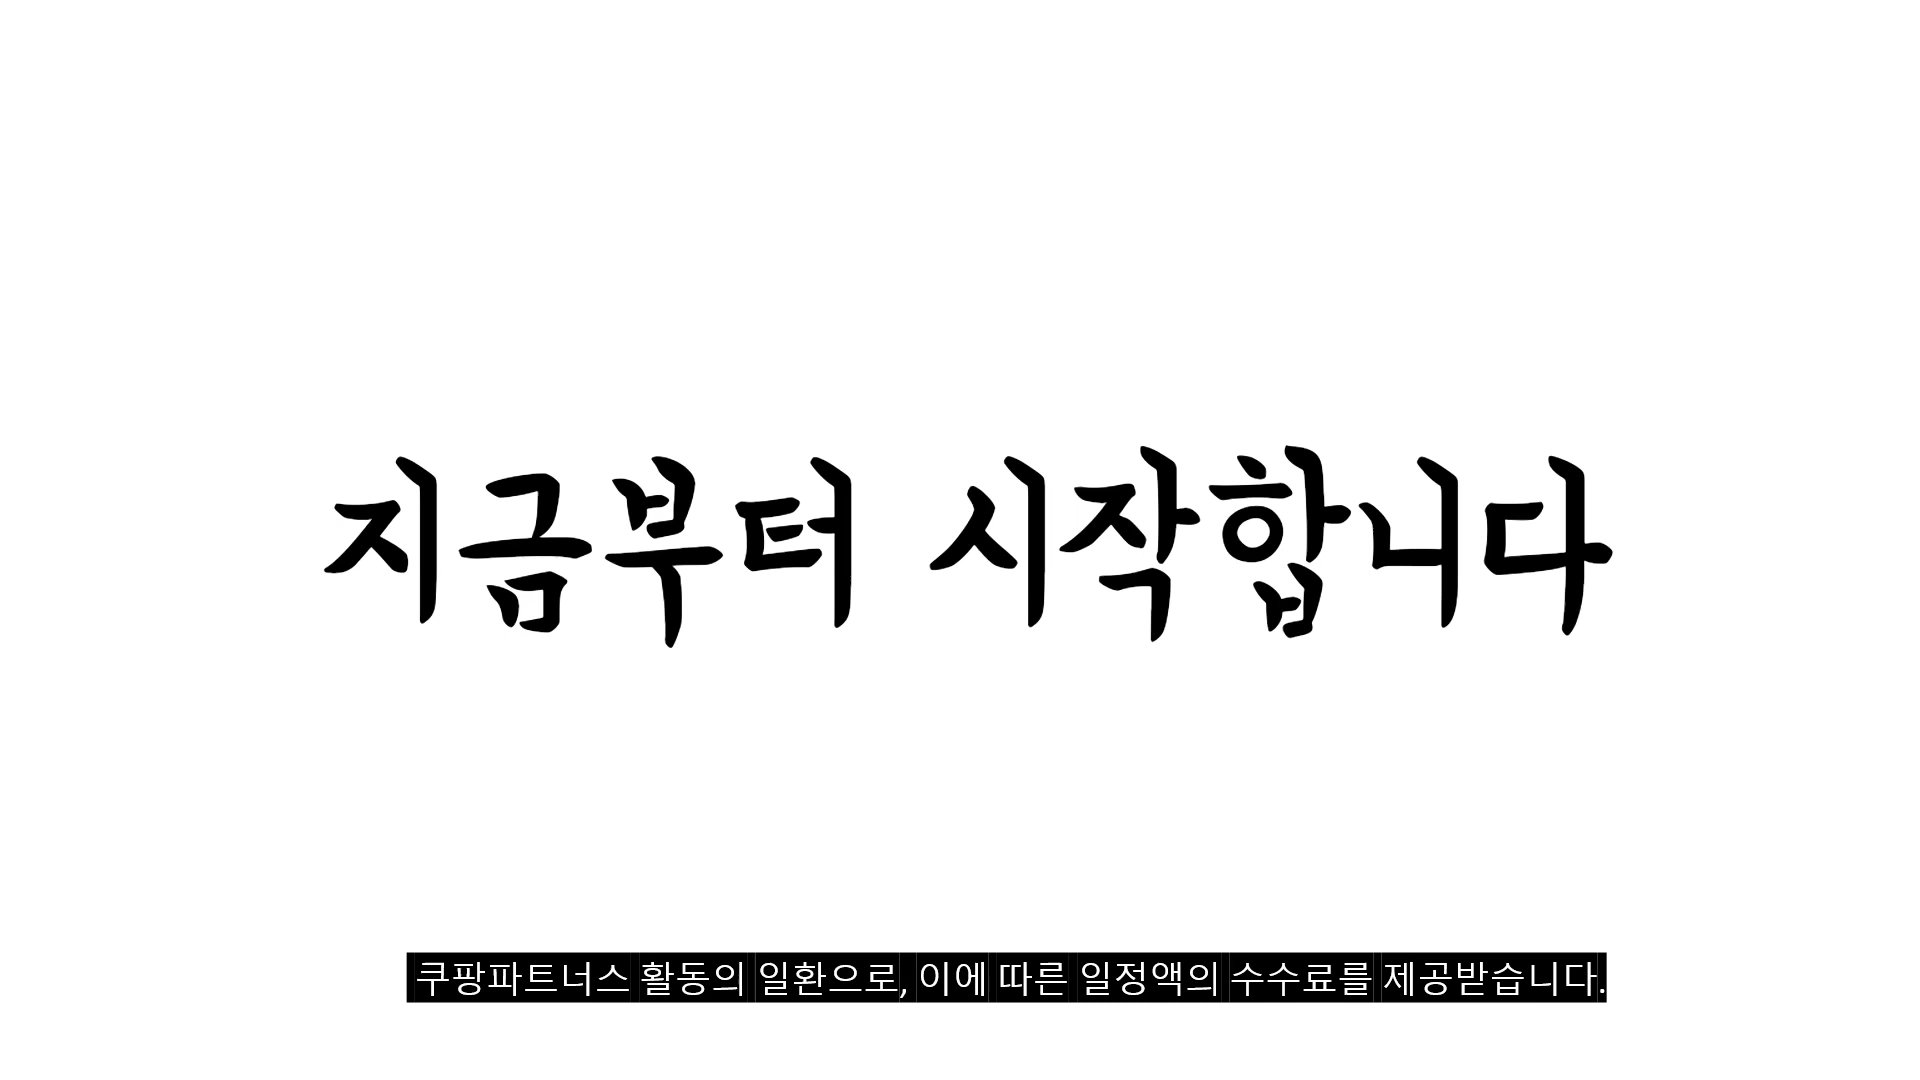 지금부터 시작합니다
쿠팡파트너스 활동의 일환으로, 이에 따른 일정액의 수수료를 제공받습니다.